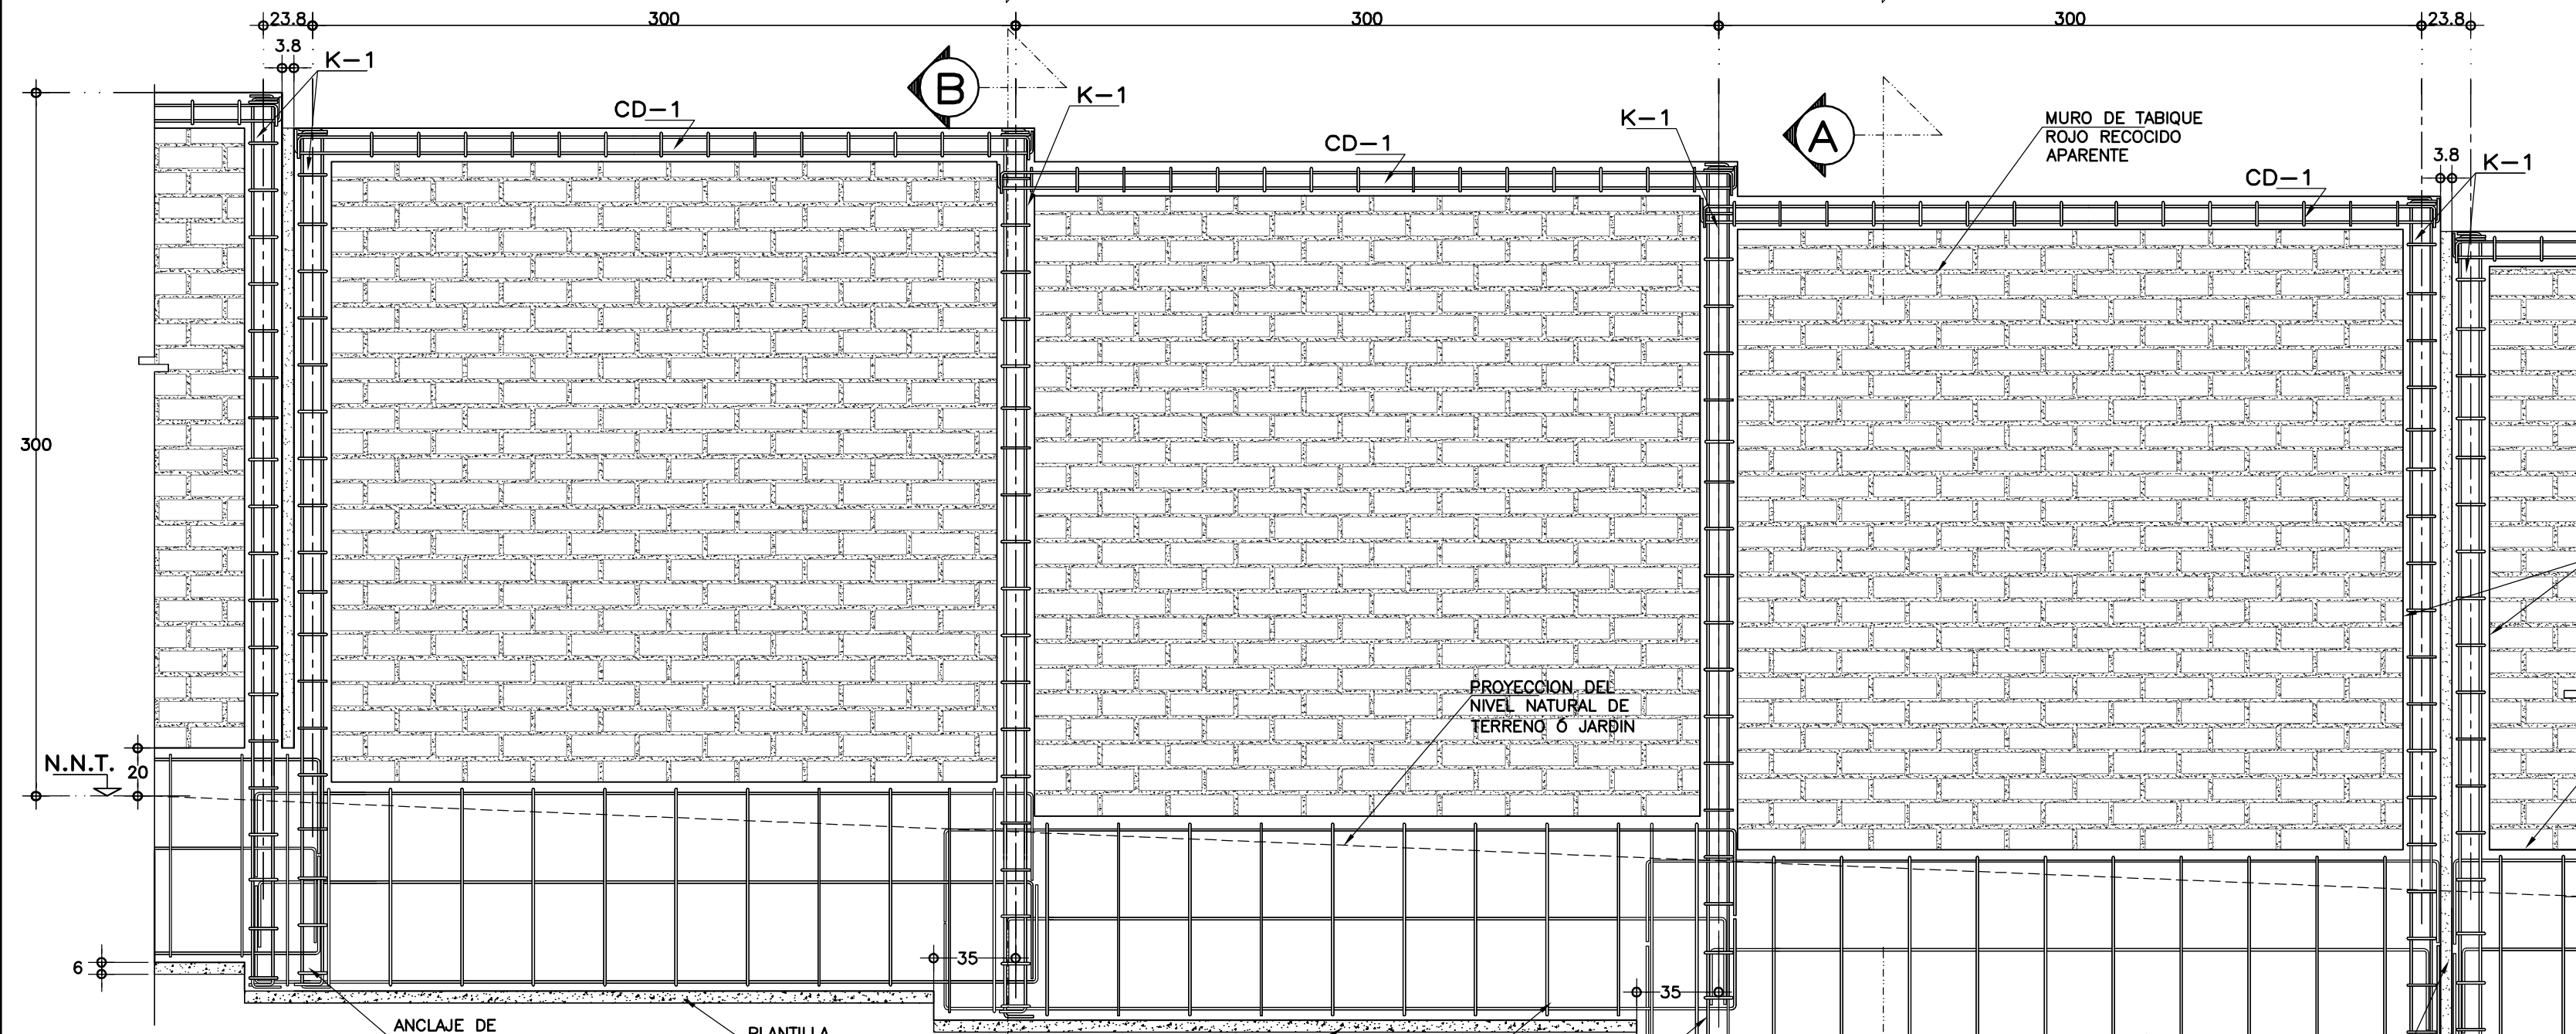 23.8
300
300
300
23.8
3.8
K-1
B
K-1
CD-1
CD-1
K-1
A
MURO DE TABIQUE
ROJO RECOCIDO
APARENTE
3.8
K-1
CD-1
300
PROYECCION DEL
NIVEL NATURAL DE
TERRENO Ó JARDIN
N.N.T.
20
6
35
35
ANCLAJE DE
PLANTILLA